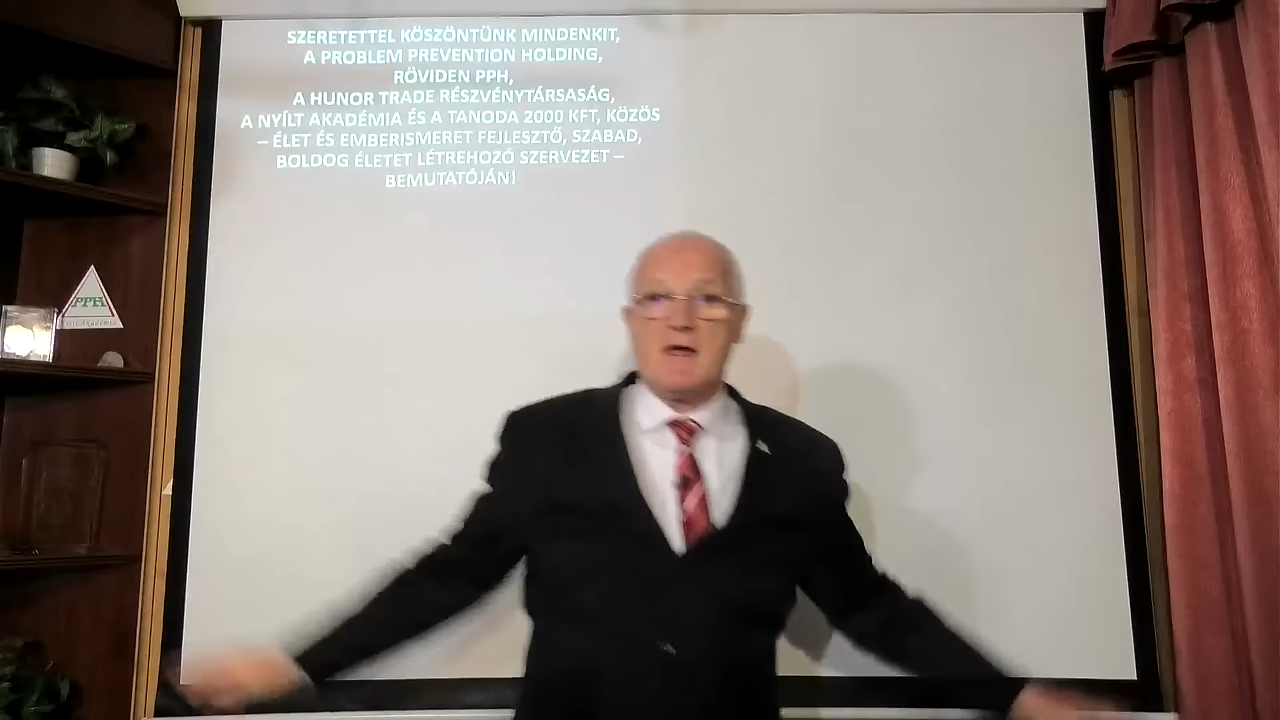 SZERETETTEL KÖSZÖNTÜNK MINDENKIT,
A PROBLEM PREVENTION HOLDING,
RÖVIDEN PPH,
A HUNOR TRADE RÉSZVÉNYTÁRSASÁG,
A NYÍLT AKADÉMIA ÉS A TANODA 2000 KFT, KÖZÖS
– ÉLET ÉS EMBERISMERET FEJLESZTŐ, SZABAD,
BOLDOG ÉLETET LÉTREHOZÓ SZERVEZET –
BEMUTATÓJÁN!
PPH
Akadémia